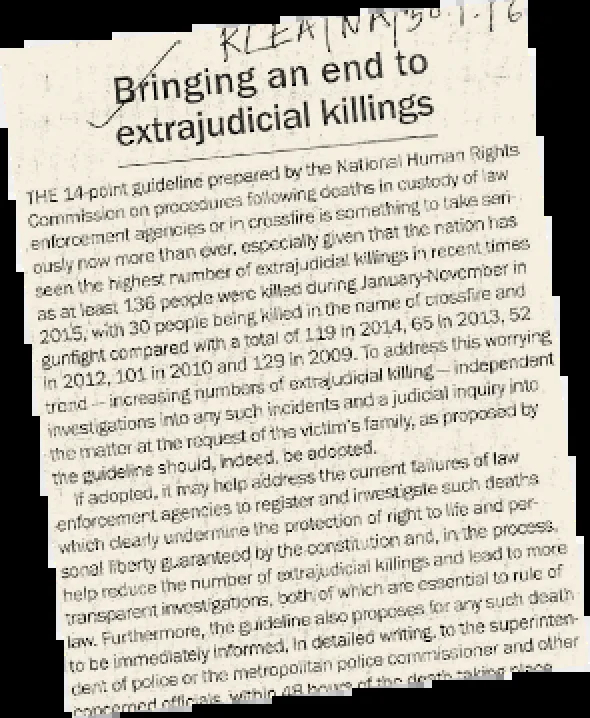 Bringing an end to
extrajudicial killings
THE 14-point guideline prepared by the National Human Rights
Commission on procedures following deaths in custody of law
enforcement agencies or in crossfire is something to take seri-
ously now more than ever, especially given that the nation has
seen the highest number of extrajudicial killings in recent times
as at least 136 people were killed during January-November in
2015, with 30 people being killed in the name of crossfire and
gunfight compared with a total of 119 in 2014, 65 in 2013, 52
in 2012, 101 in 2010 and 129 in 2009. To address this worrying
trend — increasing numbers of extrajudicial killing — independent
investigations into any such incidents and a judicial inquiry into
the matter at the request of the victim's family, as proposed by
the guideline should, indeed, be adopted.
If adopted, it may help address the current failures of law
enforcement agencies to register and investigate such deaths
which clearly undermine the protection of right to life and per-
sonal liberty guaranteed by the constitution and, in the process,
help reduce the number of extrajudicial killings and lead to more
transparent investigations, both of which are essential to rule of
law. Furthermore, the guideline also proposes for any such death
to be immediately informed, in detailed writing, to the superinten-
dent of police or the metropolitan police commissioner and other
concerned officials, within 48 hours of the death taking place